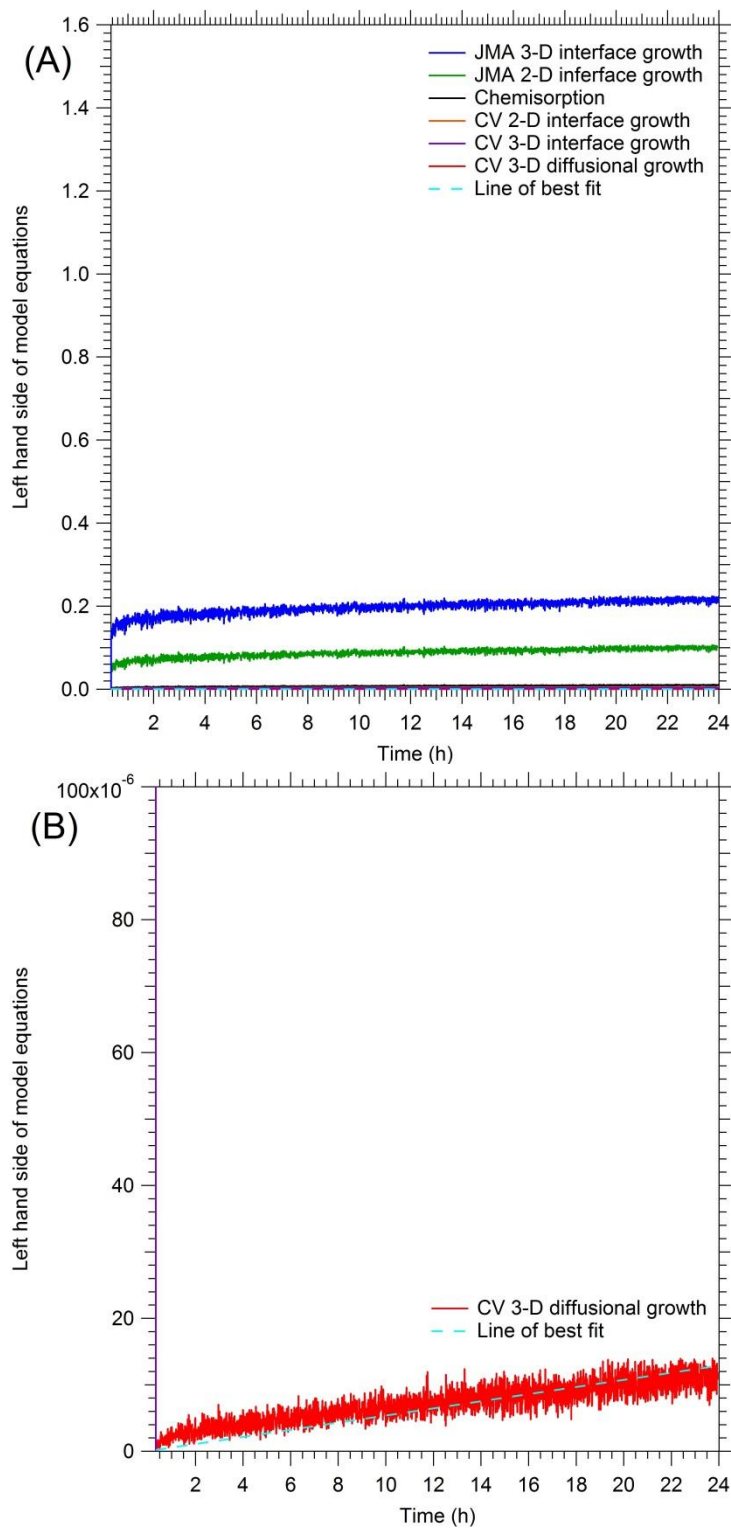 (A)
1.6
1.4
1.2
1.0
0.8
0.6
0.4
0.2
0.0
Left hand side of model equations
JMA 3-D interface growth
JMA 2-D inferface growth
Chemisorption
CV 2-D interface growth
CV 3-D interface growth
CV 3-D diffusional growth
Line of best fit
2 4 6 8 10 12 14 16 18 20 22 24
Time (h)
(B)
100x10⁻⁶
80
60
40
20
0
Left hand side of model equations
CV 3-D diffusional growth
Line of best fit
2 4 6 8 10 12 14 16 18 20 22 24
Time (h)